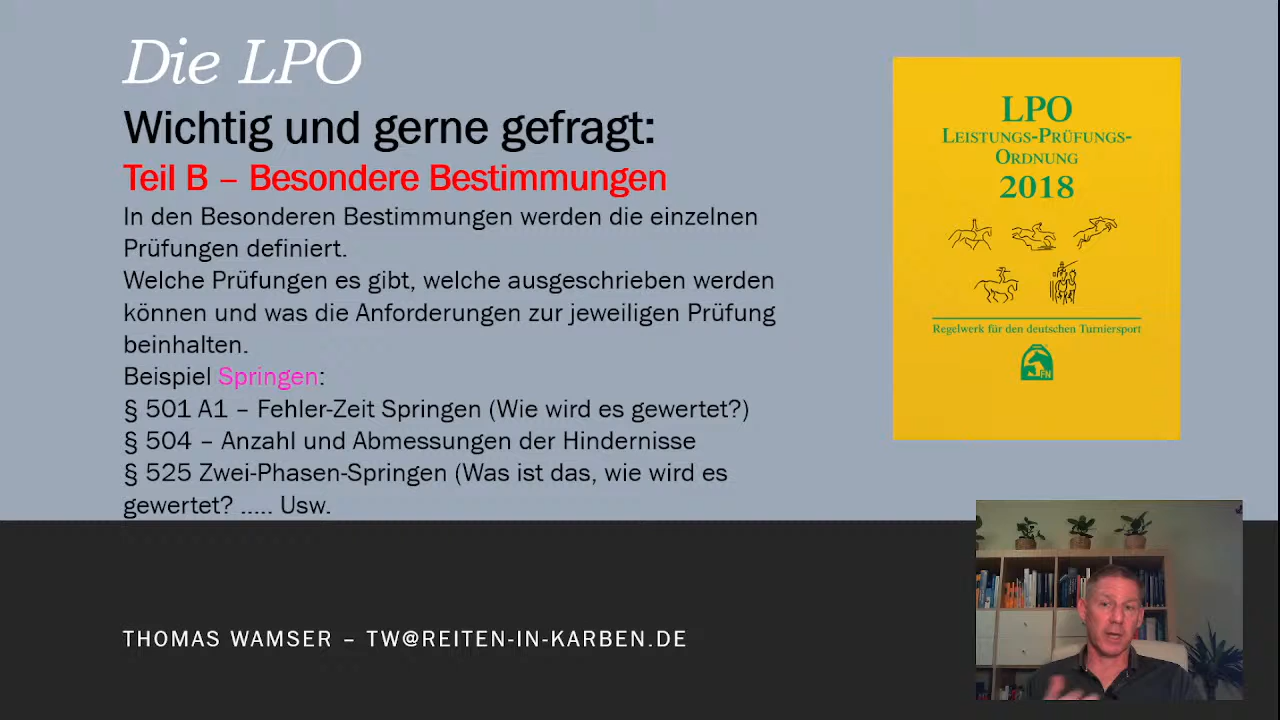 Die LPO
Wichtig und gerne gefragt:
Teil B – Besondere Bestimmungen
In den Besonderen Bestimmungen werden die einzelnen
Prüfungen definiert.
Welche Prüfungen es gibt, welche ausgeschrieben werden
können und was die Anforderungen zur jeweiligen Prüfung
beinhalten.
Beispiel Springen:
§ 501 A1 – Fehler-Zeit Springen (Wie wird es gewertet?)
§ 504 – Anzahl und Abmessungen der Hindernisse
§ 525 Zwei-Phasen-Springen (Was ist das, wie wird es
gewertet? ..... Usw.
LPO
LEISTUNGS-PRÜFUNGS-
ORDNUNG
2018
Regelwerk für den deutschen Turniersport
FN
THOMAS WAMSER – TW@REITEN-IN-KARBEN.DE